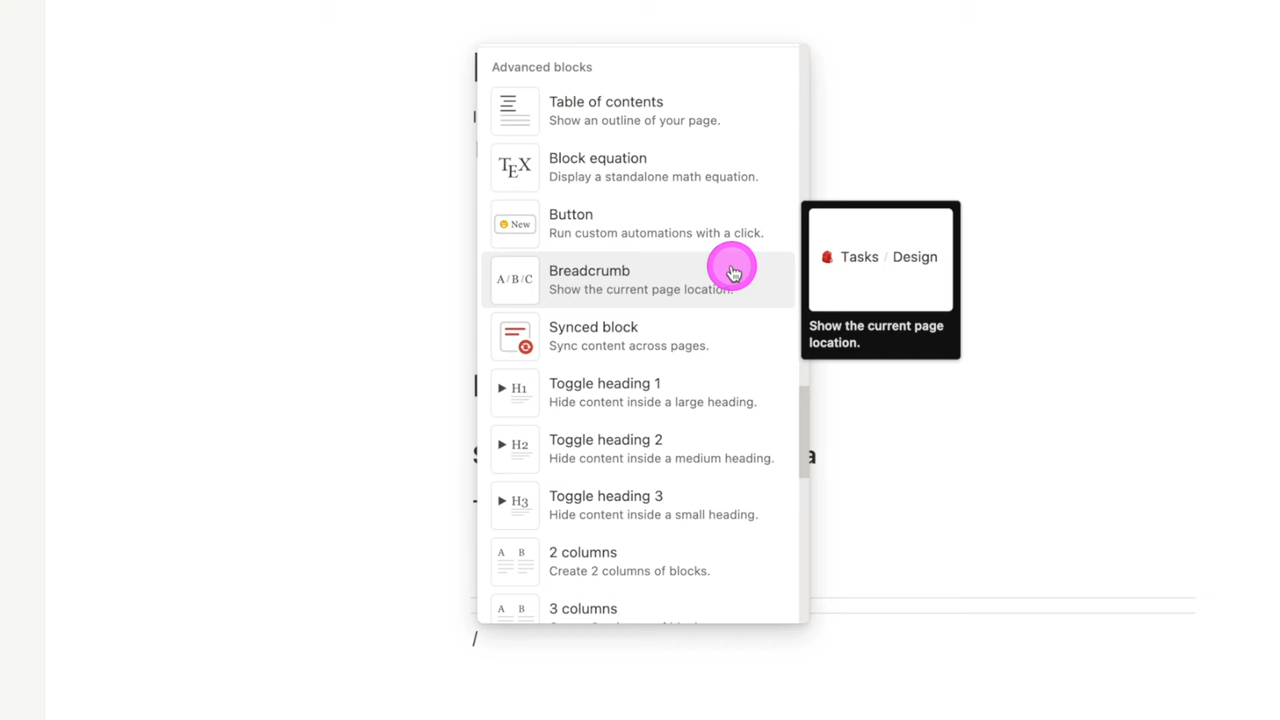 Advanced blocks
Table of contents
Show an outline of your page.
TEX
Block equation
Display a standalone math equation.
New
Button
Run custom automations with a click.
A/B/C
Breadcrumb
Show the current page location.
Tasks / Design
Show the current page
location.
Synced block
Sync content across pages.
H1
Toggle heading 1
Hide content inside a large heading.
H2
Toggle heading 2
Hide content inside a medium heading.
H3
Toggle heading 3
Hide content inside a small heading.
A B
2 columns
Create 2 columns of blocks.
A B
3 columns
/